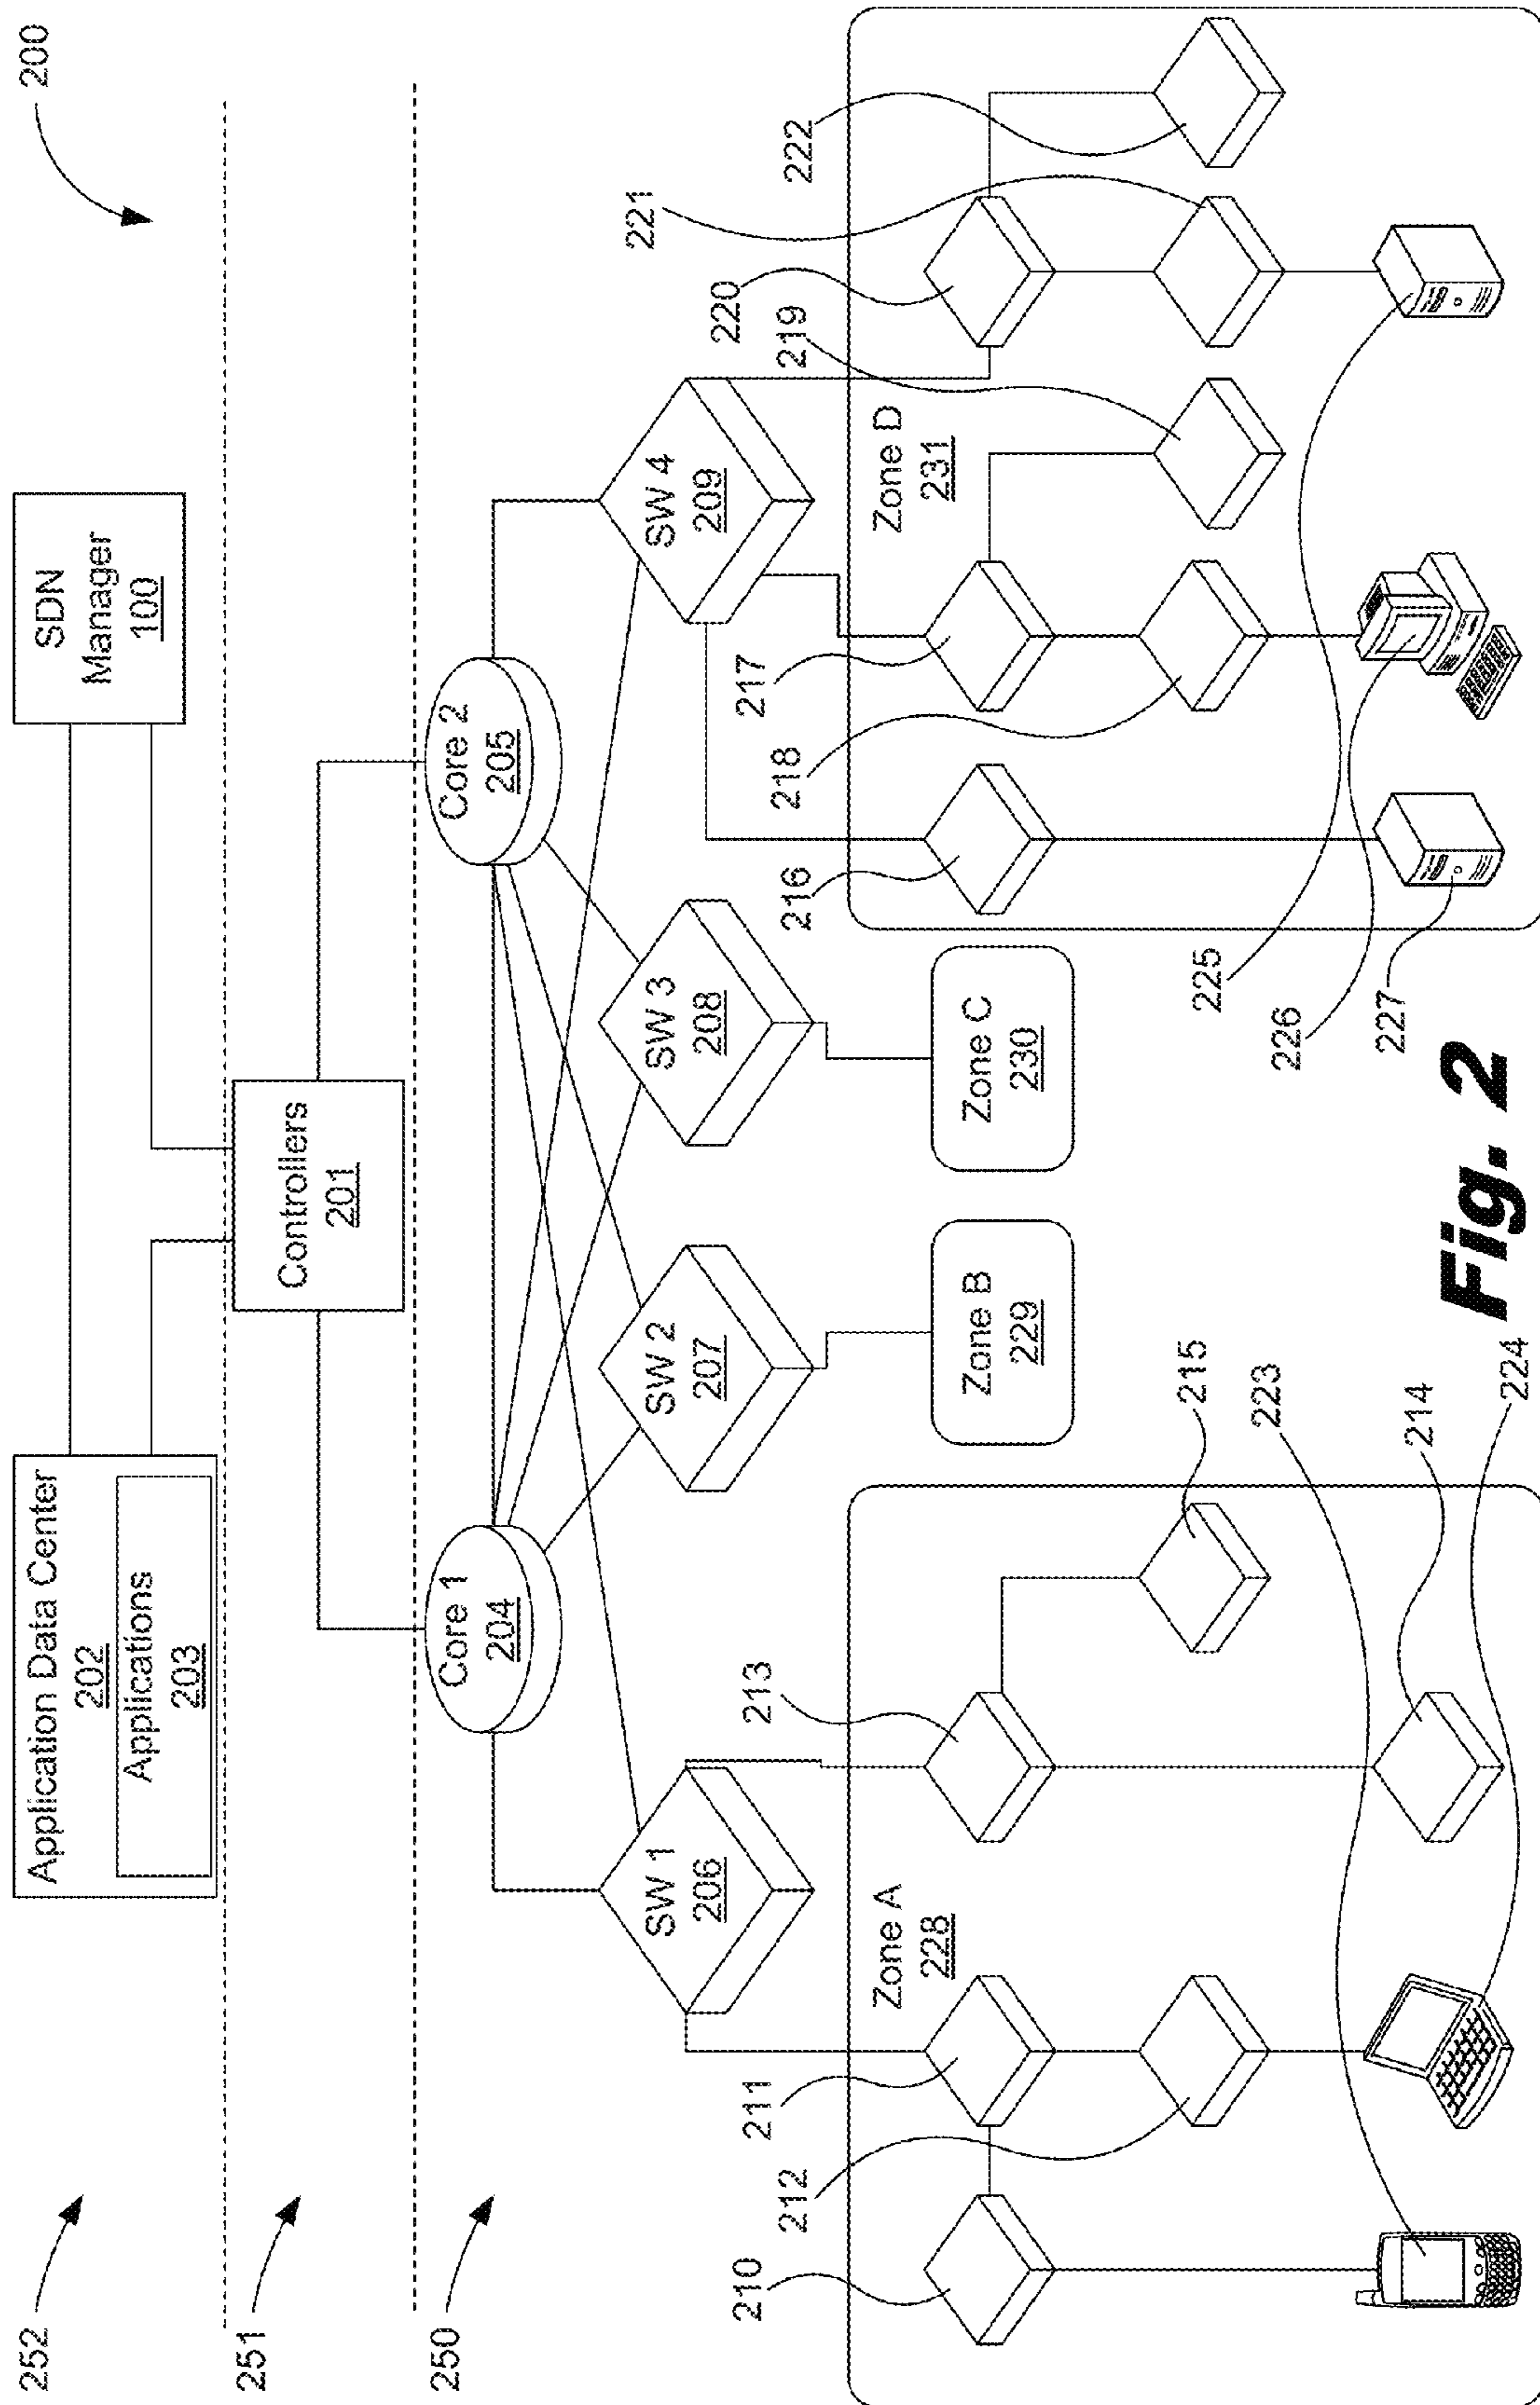 252
251
250
200
Application Data Center
202
Applications
203
SDN
Manager
100
Controllers
201
Core 1
204
Core 2
205
SW 1
206
SW 2
207
SW 3
208
SW 4
209
Zone A
228
Zone B
229
Zone C
230
Zone D
231
210
211
212
213
214
215
216
217
218
219
220
221
222
223
224
225
226
227
Fig. 2